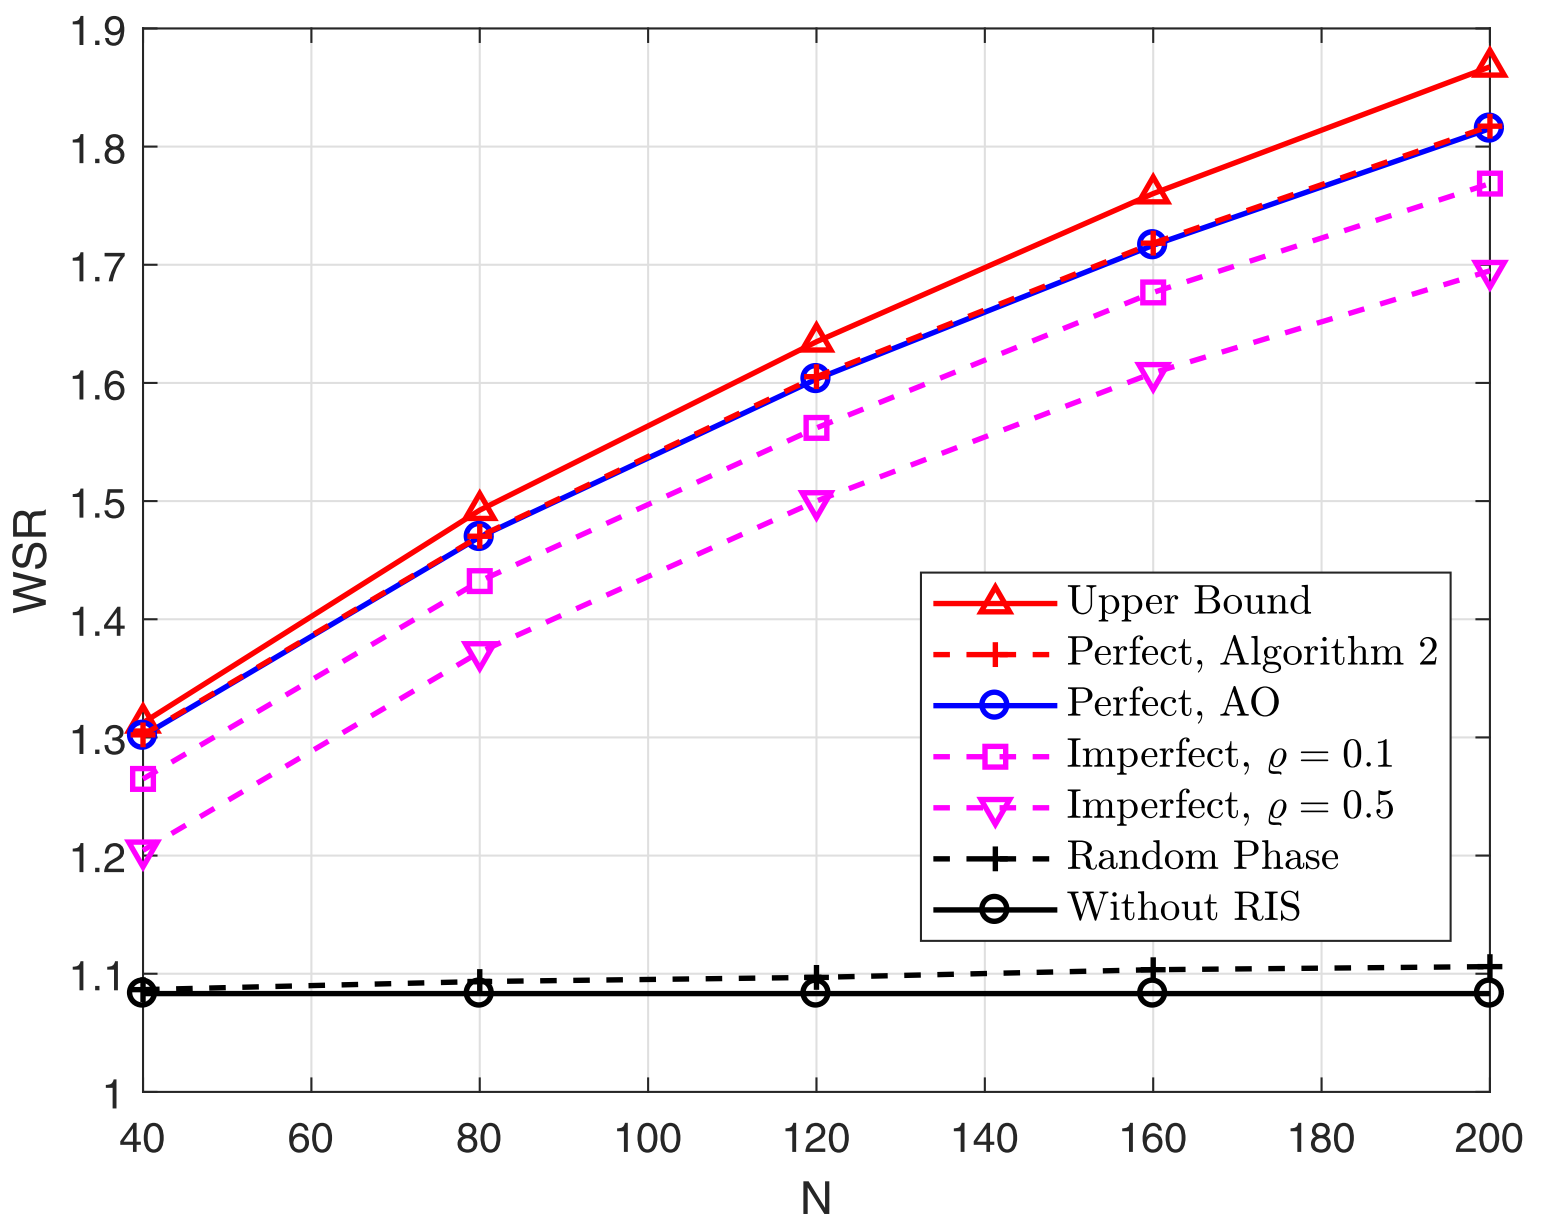 1.9
1.8
1.7
1.6
1.5
1.4
1.3
1.2
1.1
1
WSR
Upper Bound
Perfect, Algorithm 2
Perfect, AO
Imperfect, ϱ = 0.1
Imperfect, ϱ = 0.5
Random Phase
Without RIS
40 60 80 100 120 140 160 180 200
N